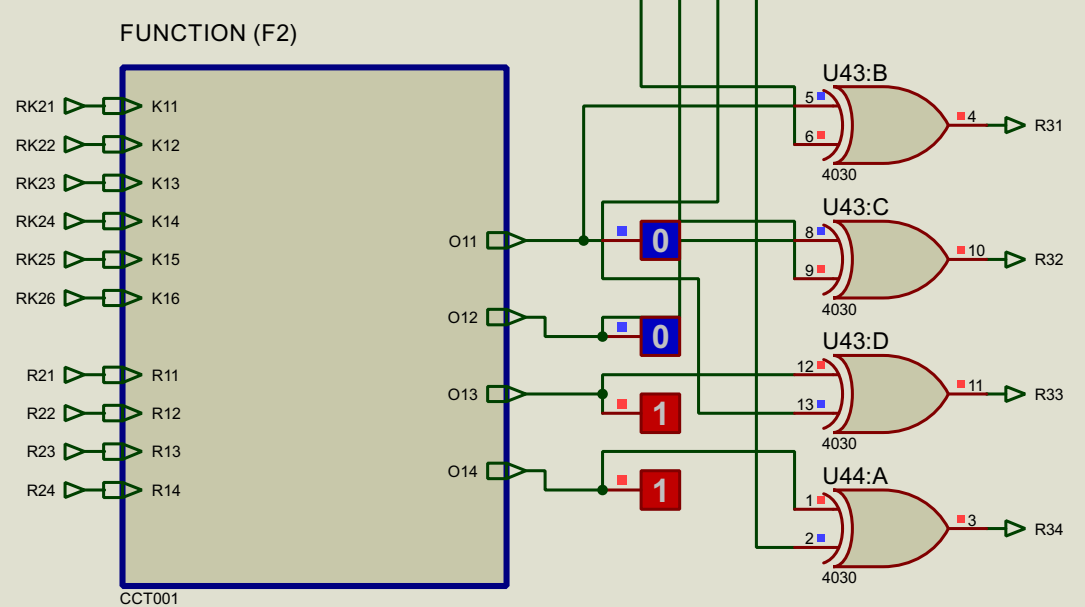 FUNCTION (F2)
RK21 K11
RK22 K12
RK23 K13
RK24 K14
RK25 K15
RK26 K16
R21 R11
R22 R12
R23 R13
R24 R14
O11 0
O12 0
O13 1
O14 1
CCT001
U43:B
5
6
4 R31
4030
U43:C
8
9
10 R32
4030
U43:D
12
13
11 R33
4030
U44:A
1
2
3 R34
4030